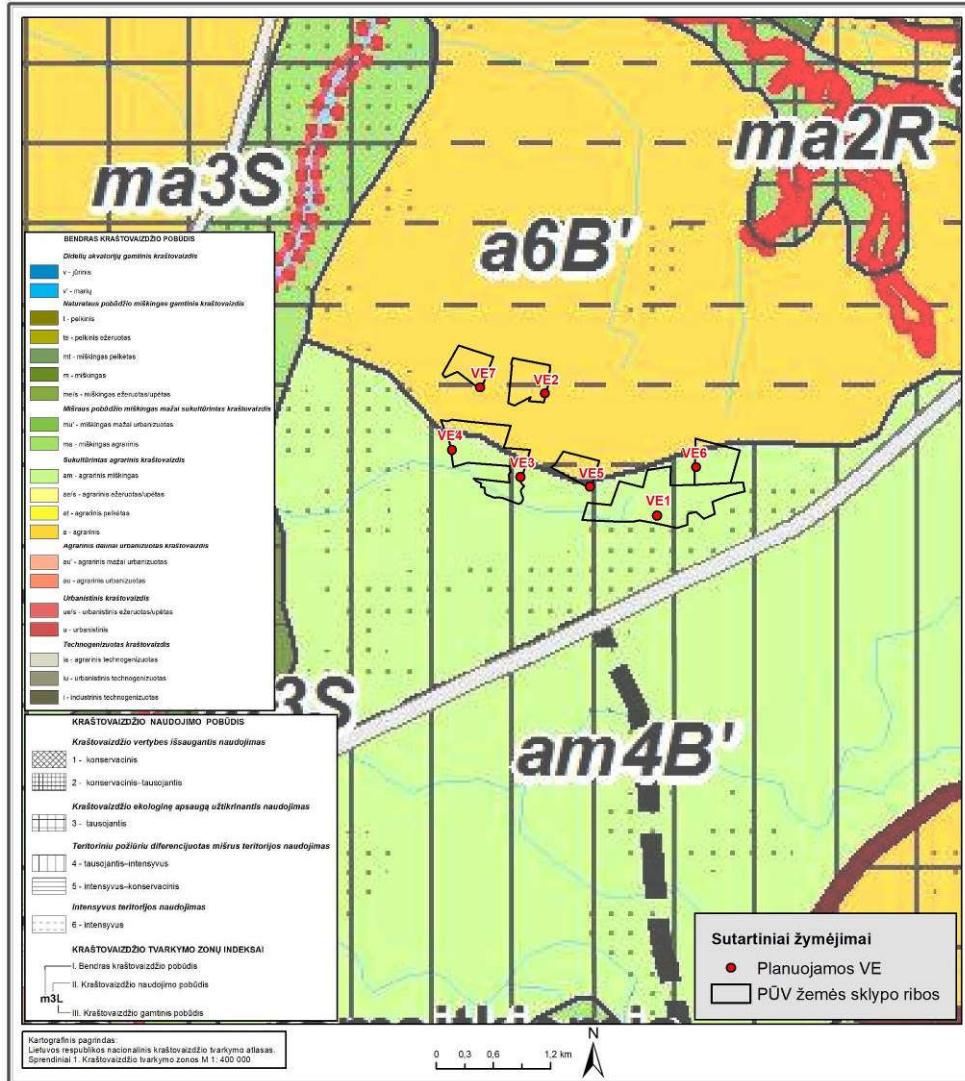 ma3S
ma2R
a6B'
VE7
VE2
VE4
VE3
VE5
VE6
VE1
am4B'
BENDRAS KRAŠTOVAIZDŽIO POBŪDIS
Didelių akvatorijų gamtinis kraštovaizdis
v - jūrinis
v' - marių
Natūralaus pobūdžio miškingas gamtinis kraštovaizdis
t - pelkinis
te - pelkinis ežeruotas
mt - miškingas pelkėtas
m - miškingas
me/s - miškingas ežeruotas/upėtas
Mišraus pobūdžio miškingas mažai sukultūrintas kraštovaizdis
mu' - miškingas mažai urbanizuotas
ma - miškingas agrarinis
Sukultūrintas agrarinis kraštovaizdis
am - agrarinis miškingas
ae/s - agrarinis ežeruotas/upėtas
at - agrarinis pelkėtas
a - agrarinis
Agrarinis dalinai urbanizuotas kraštovaizdis
au' - agrarinis mažai urbanizuotas
au - agrarinis urbanizuotas
Urbanistinis kraštovaizdis
ue/s - urbanistinis ežeruotas/upėtas
u - urbanistinis
Technogenizuotas kraštovaizdis
ia - agrarinis technogenizuotas
iu - urbanistinis technogenizuotas
i - industrinis technogenizuotas
3S
KRAŠTOVAIZDŽIO NAUDOJIMO POBŪDIS
Kraštovaizdžio vertybes išsaugantis naudojimas
1 - konservacinis
2 - konservacinis–tausojantis
Kraštovaizdžio ekologinę apsaugą užtikrinantis naudojimas
3 - tausojantis
Teritoriniu požiūriu diferencijuotas mišrus teritorijos naudojimas
4 - tausojantis–intensyvus
5 - intensyvus–konservacinis
Intensyvus teritorijos naudojimas
6 - intensyvus
KRAŠTOVAIZDŽIO TVARKYMO ZONŲ INDEKSAI
I. Bendras kraštovaizdžio pobūdis
II. Kraštovaizdžio naudojimo pobūdis
m3L
III. Kraštovaizdžio gamtinis pobūdis
Sutartiniai žymėjimai
Planuojamos VE
PŪV žemės sklypo ribos
Kartografinis pagrindas:
Lietuvos respublikos nacionalinis kraštovaizdžio tvarkymo atlasas.
Sprendiniai 1. Kraštovaizdžio tvarkymo zonos M 1: 400 000
0 0,3 0,6 1,2 km
N